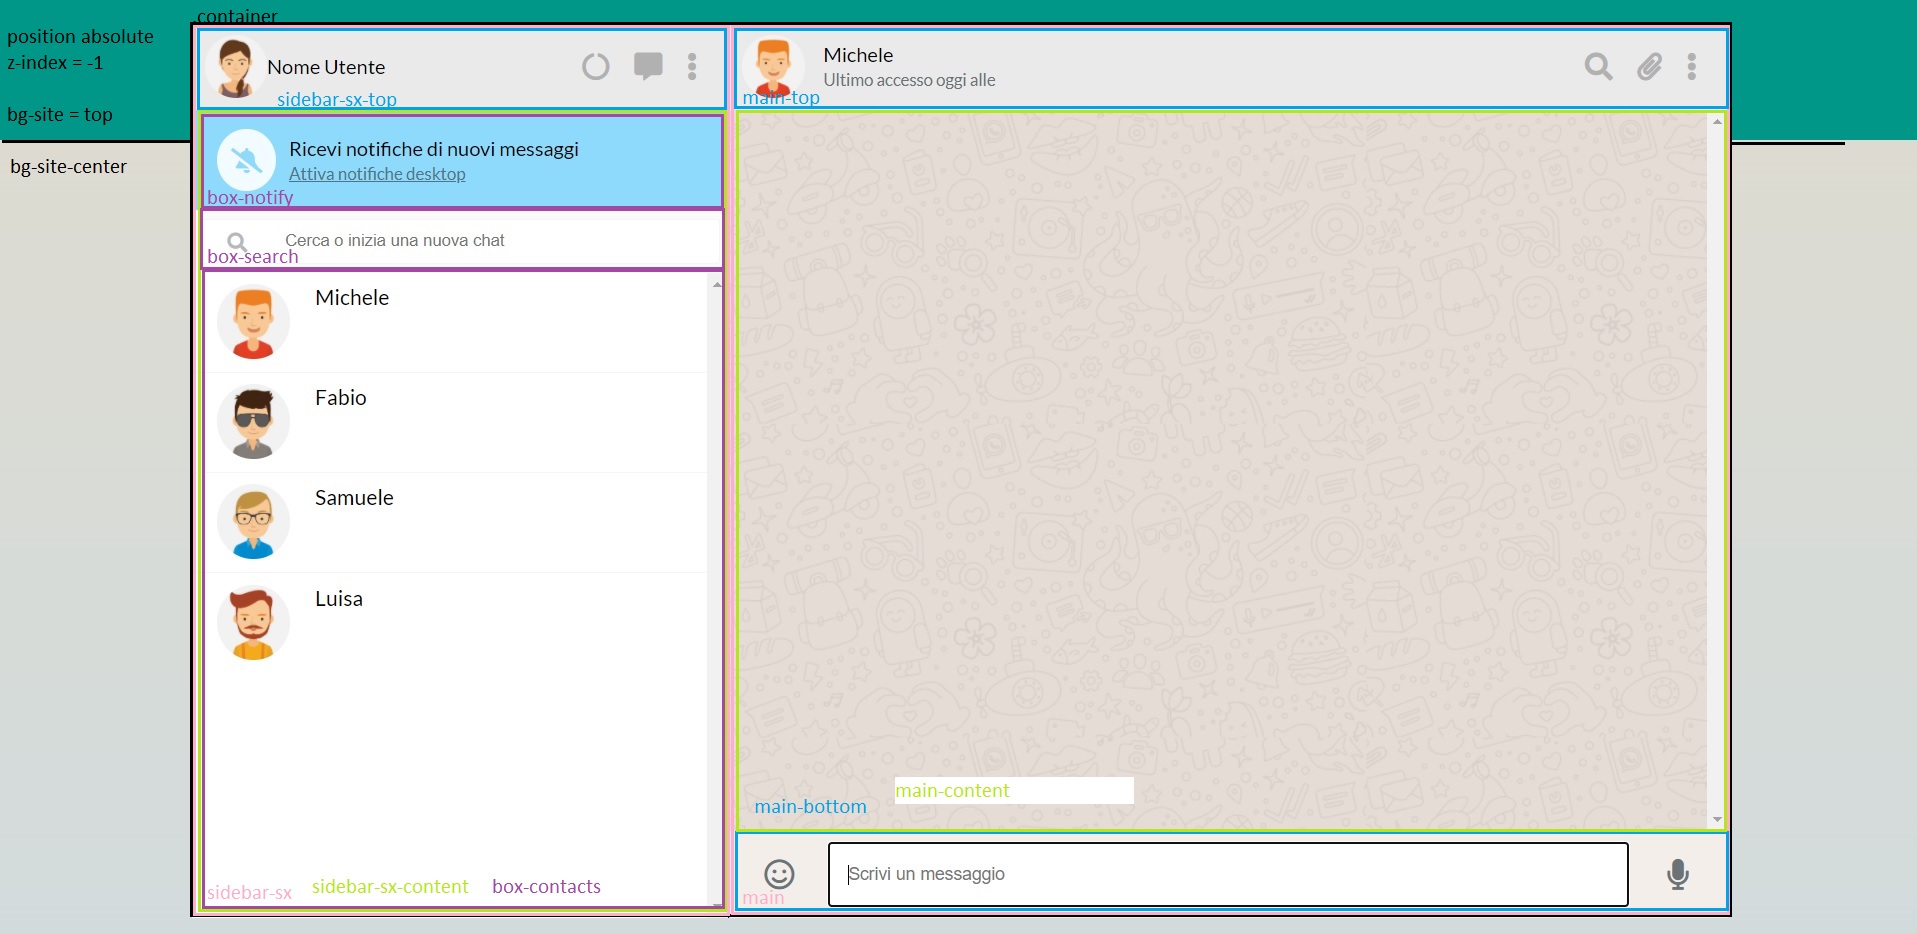 .container
position absolute
z-index = -1
bg-site = top
bg-site-center
Nome Utente
sidebar-sx-top
Ricevi notifiche di nuovi messaggi
Attiva notifiche desktop
box-notify
Cerca o inizia una nuova chat
box-search
Michele
Fabio
Samuele
Luisa
sidebar-sx
sidebar-sx-content
box-contacts
Michele
Ultimo accesso oggi alle
main-top
main-content
main-bottom
Scrivi un messaggio
main